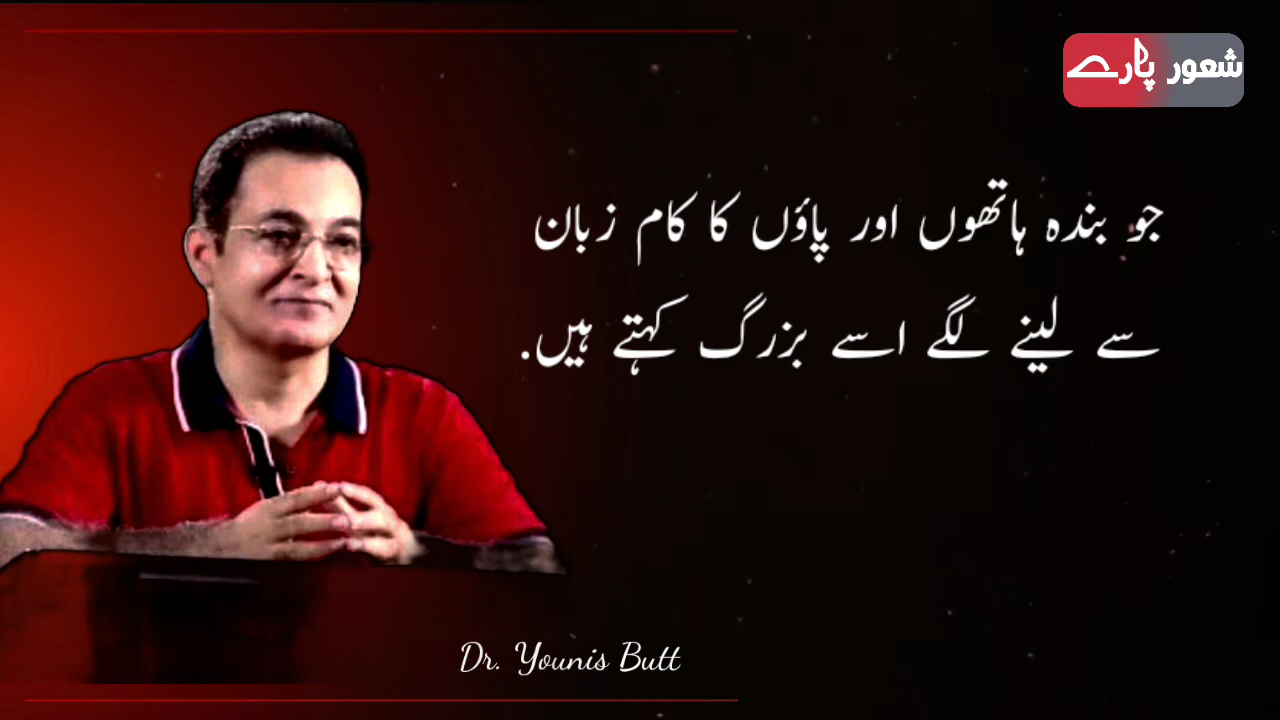 شعور پارے
جو بندہ ہاتھوں اور پاؤں کا کام زبان
سے لینے لگے اسے بزرگ کہتے ہیں.
Dr. Younis Butt